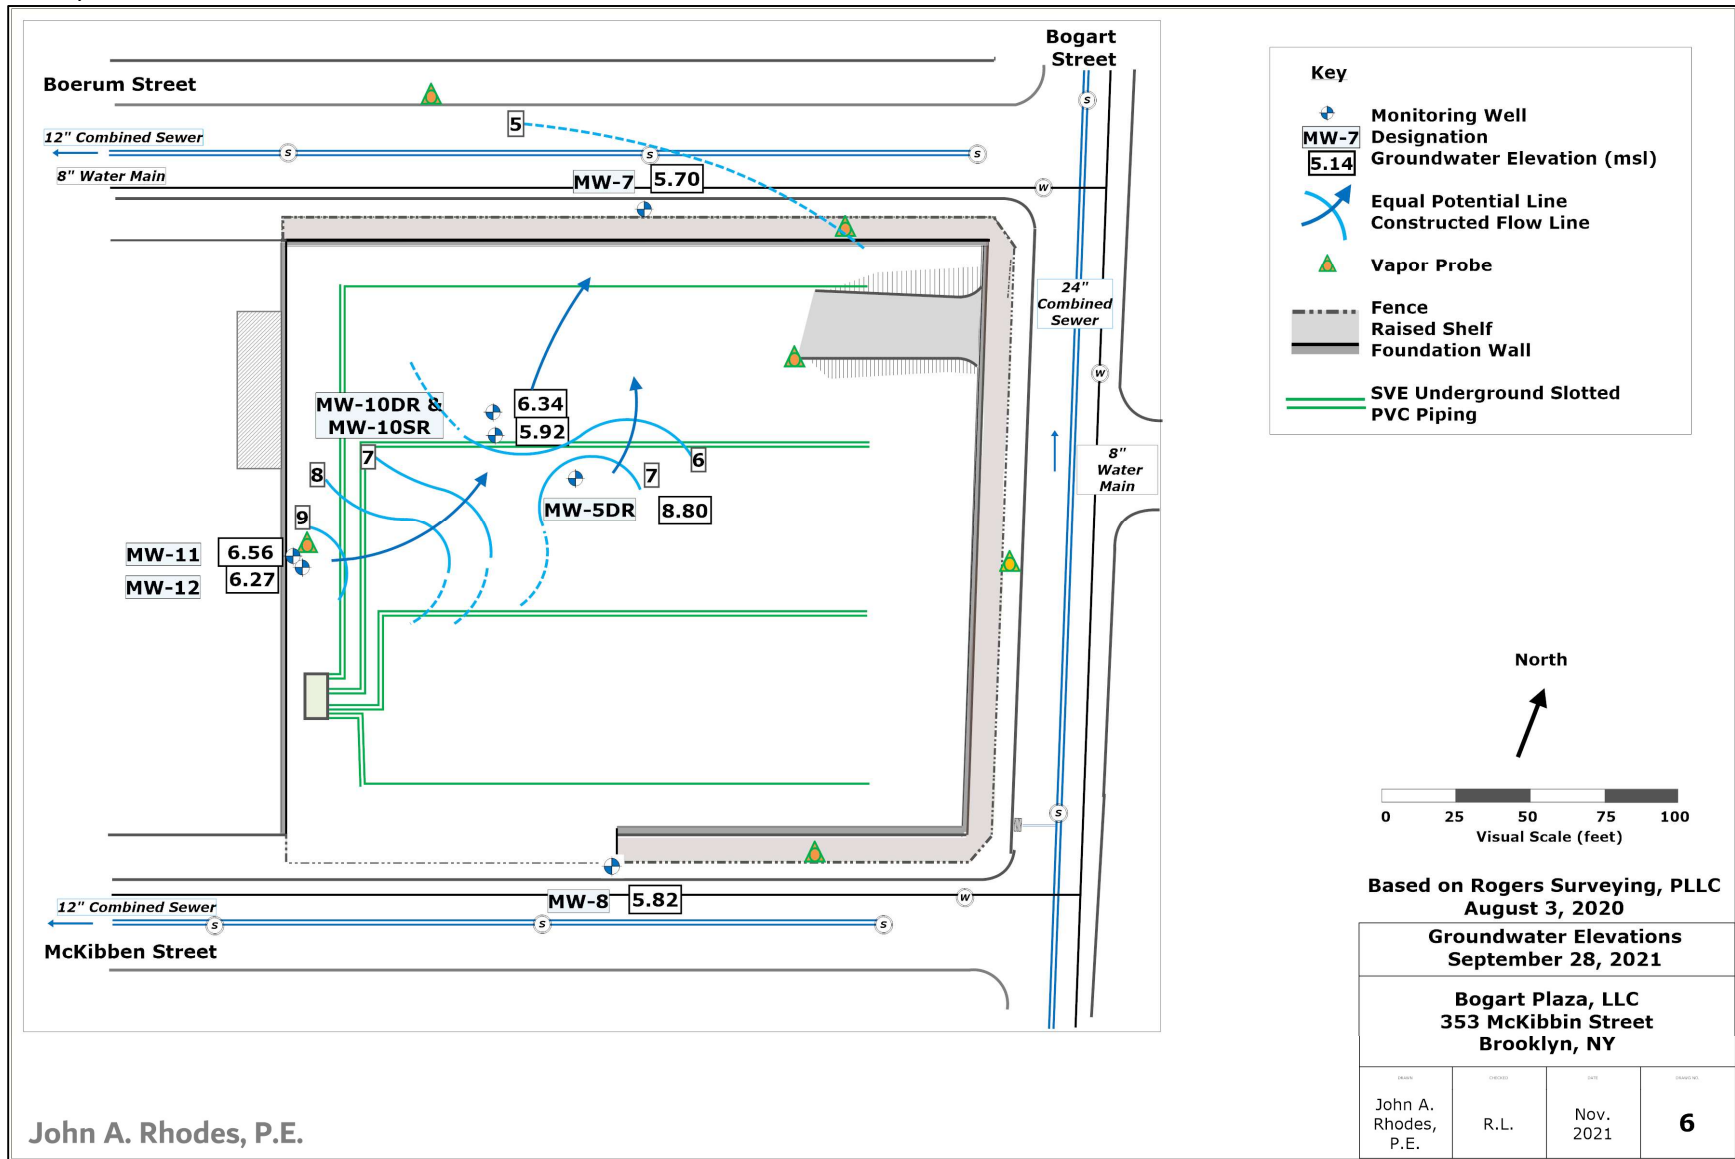 Bogart
Street
Boerum Street
5
12" Combined Sewer
S
S
S
S
8" Water Main
MW-7
5.70
W
24"
Combined
Sewer
MW-10DR &
MW-10SR
6.34
5.92
W
7
8
6
7
8"
Water
Main
9
MW-5DR
8.80
MW-11
6.56
MW-12
6.27
S
MW-8
5.82
W
12" Combined Sewer
S
S
S
McKibben Street
Key
Monitoring Well
MW-7
Designation
5.14
Groundwater Elevation (msl)
Equal Potential Line
Constructed Flow Line
Vapor Probe
Fence
Raised Shelf
Foundation Wall
SVE Underground Slotted
PVC Piping
North
0 25 50 75 100
Visual Scale (feet)
Based on Rogers Surveying, PLLC
August 3, 2020
Groundwater Elevations
September 28, 2021
Bogart Plaza, LLC
353 McKibbin Street
Brooklyn, NY
DRAWN
CHECKED
DATE
DRAWING NO.
John A.
Rhodes,
P.E.
R.L.
Nov.
2021
6
John A. Rhodes, P.E.